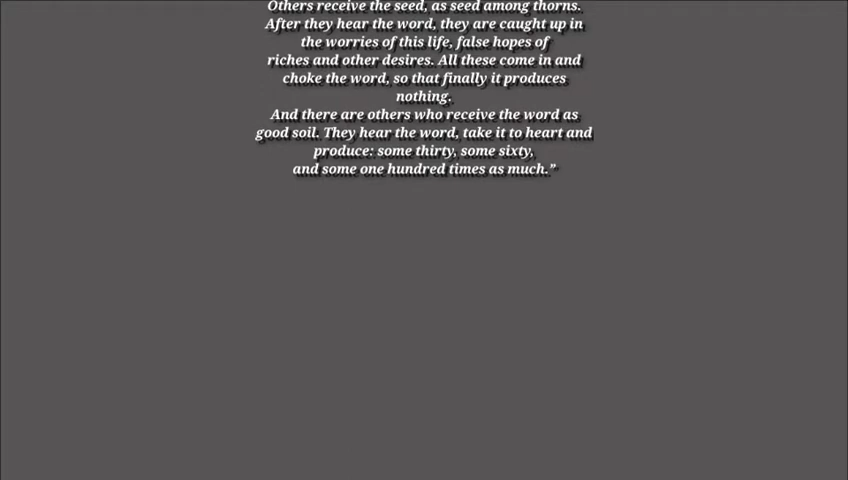 Others receive the seed, as seed among thorns.
After they hear the word, they are caught up in
the worries of this life, false hopes of
riches and other desires. All these come in and
choke the word, so that finally it produces
nothing.
And there are others who receive the word as
good soil. They hear the word, take it to heart and
produce: some thirty, some sixty,
and some one hundred times as much.”